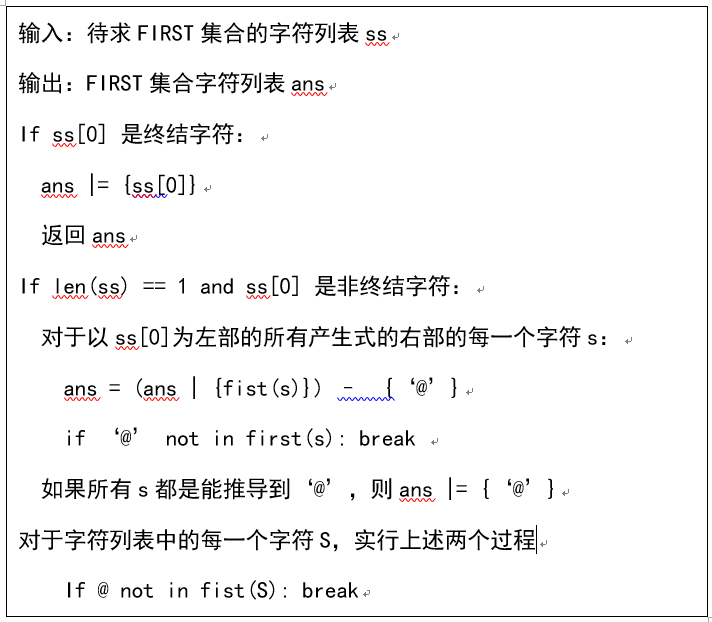 输入：待求 FIRST 集合的字符列表 ss
输出：FIRST 集合字符列表 ans
If ss[0] 是终结字符：
ans |= {ss[0]}
返回 ans
If len(ss) == 1 and ss[0] 是非终结字符：
对于以 ss[0]为左部的所有产生式的右部的每一个字符 s：
ans = (ans | {fist(s)}) - {‘@’}
if ‘@’ not in first(s): break
如果所有 s 都是能推导到‘@’，则 ans |= {‘@’}
对于字符列表中的每一个字符 S，实行上述两个过程
If @ not in fist(S): break